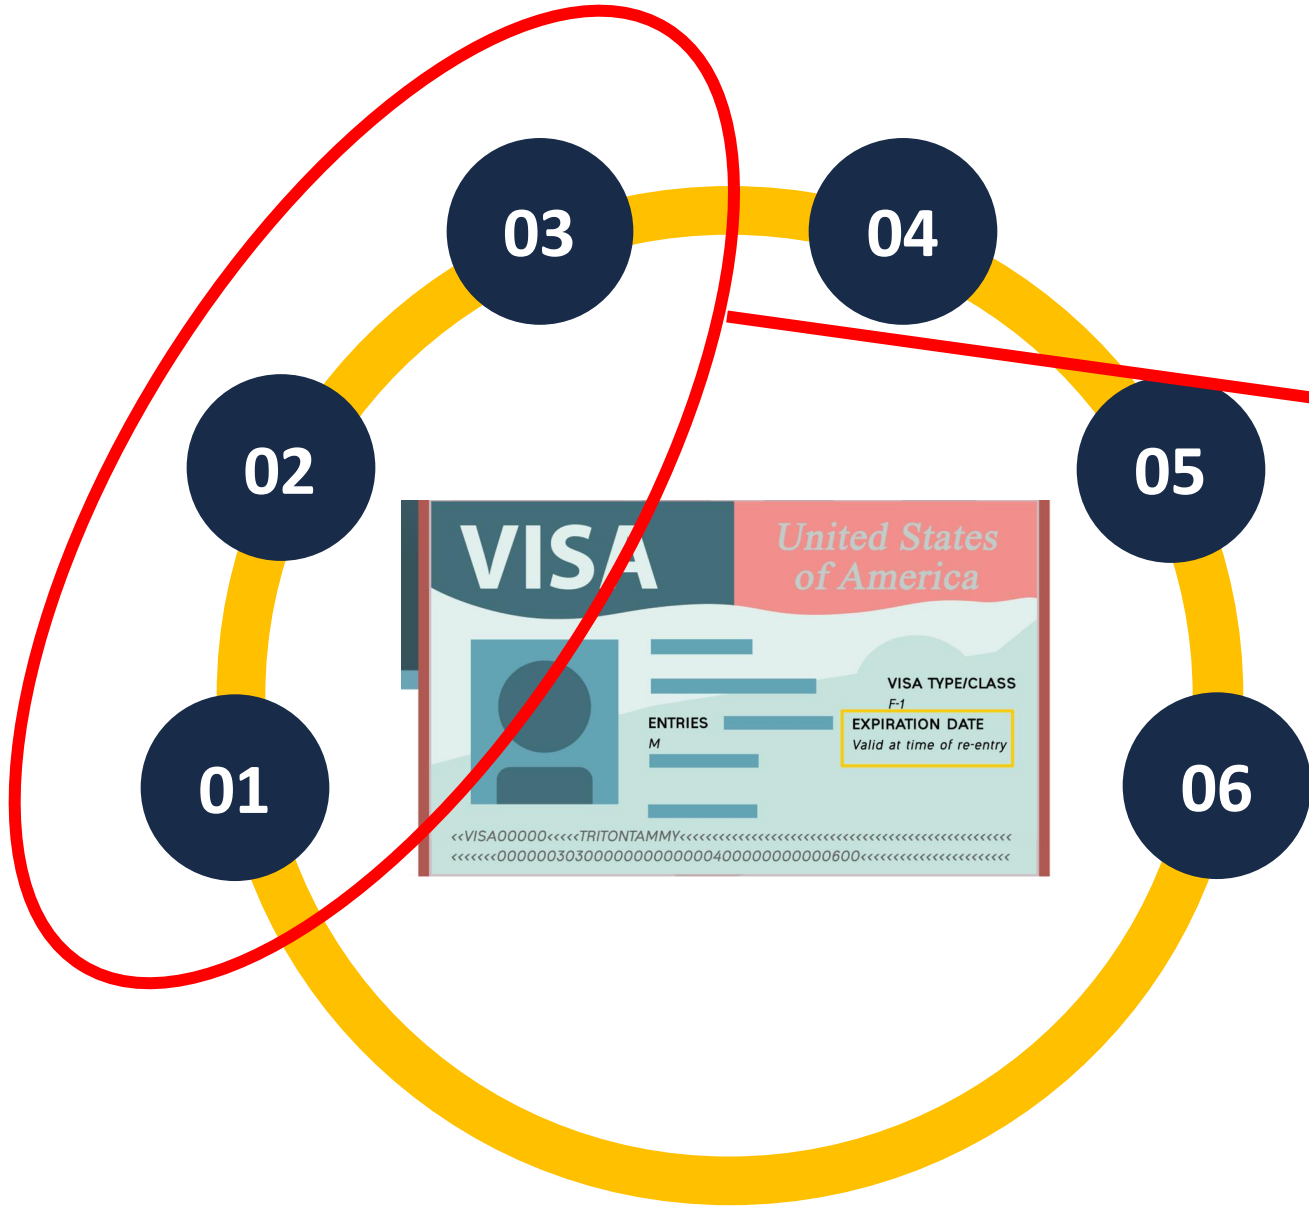 03
04
02
05
VISA
United States
of America
VISA TYPE/CLASS
F-1
ENTRIES
M
EXPIRATION DATE
Valid at time of re-entry
01
06
<<VISA00000<<<<<TRITONTAMMY<<<<<<<<<<<<<<<<<<<<<<<<<<<<<<<<<<<<<<<<<<<<<<<<<<<<
<<<<<<<0000003030000000000000400000000000600<<<<<<<<<<<<<<<<<<<<<<<